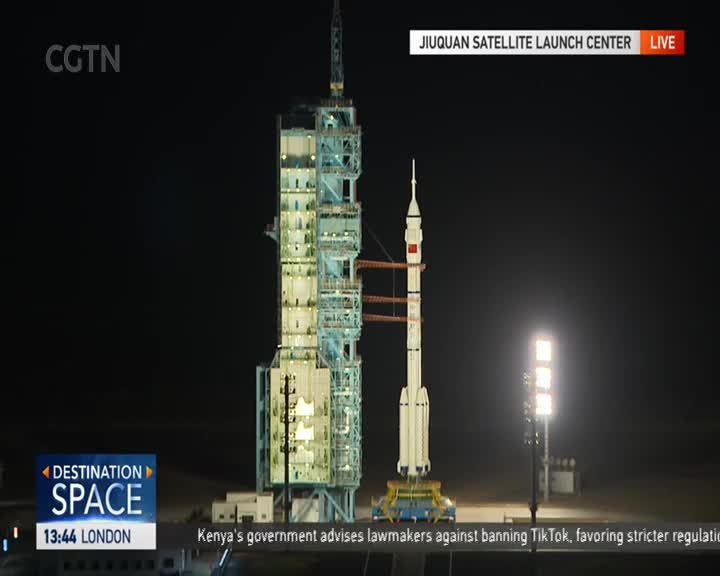 CGTN
JIUQUAN SATELLITE LAUNCH CENTER LIVE
DESTINATION
SPACE
13:44 LONDON
Kenya's government advises lawmakers against banning TikTok, favoring stricter regulati